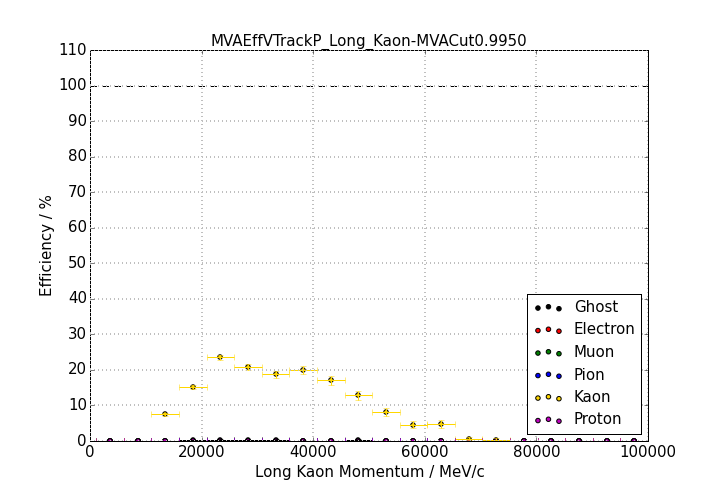 MVAEffVTrackP_Long_Kaon-MVACut0.9950
110
100
90
80
70
60
50
40
30
20
10
0
Efficiency / %
Ghost
Electron
Muon
Pion
Kaon
Proton
0 20000 40000 60000 80000 100000
Long Kaon Momentum / MeV/c